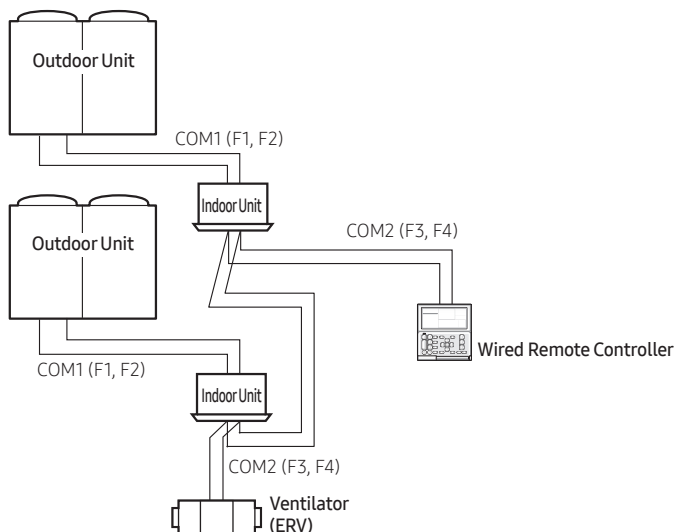 Outdoor Unit
COM1 (F1, F2)
Indoor Unit
COM2 (F3, F4)
Outdoor Unit
Wired Remote Controller
COM1 (F1, F2)
Indoor Unit
COM2 (F3, F4)
Ventilator
(ERV)